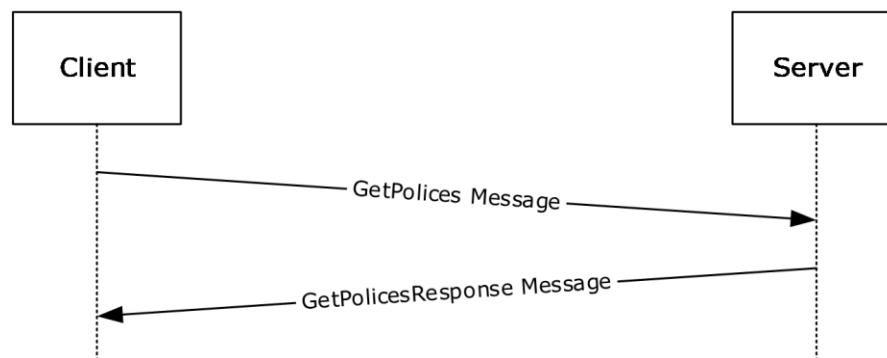 Client
Server
GetPolices Message
GetPolicesResponse Message